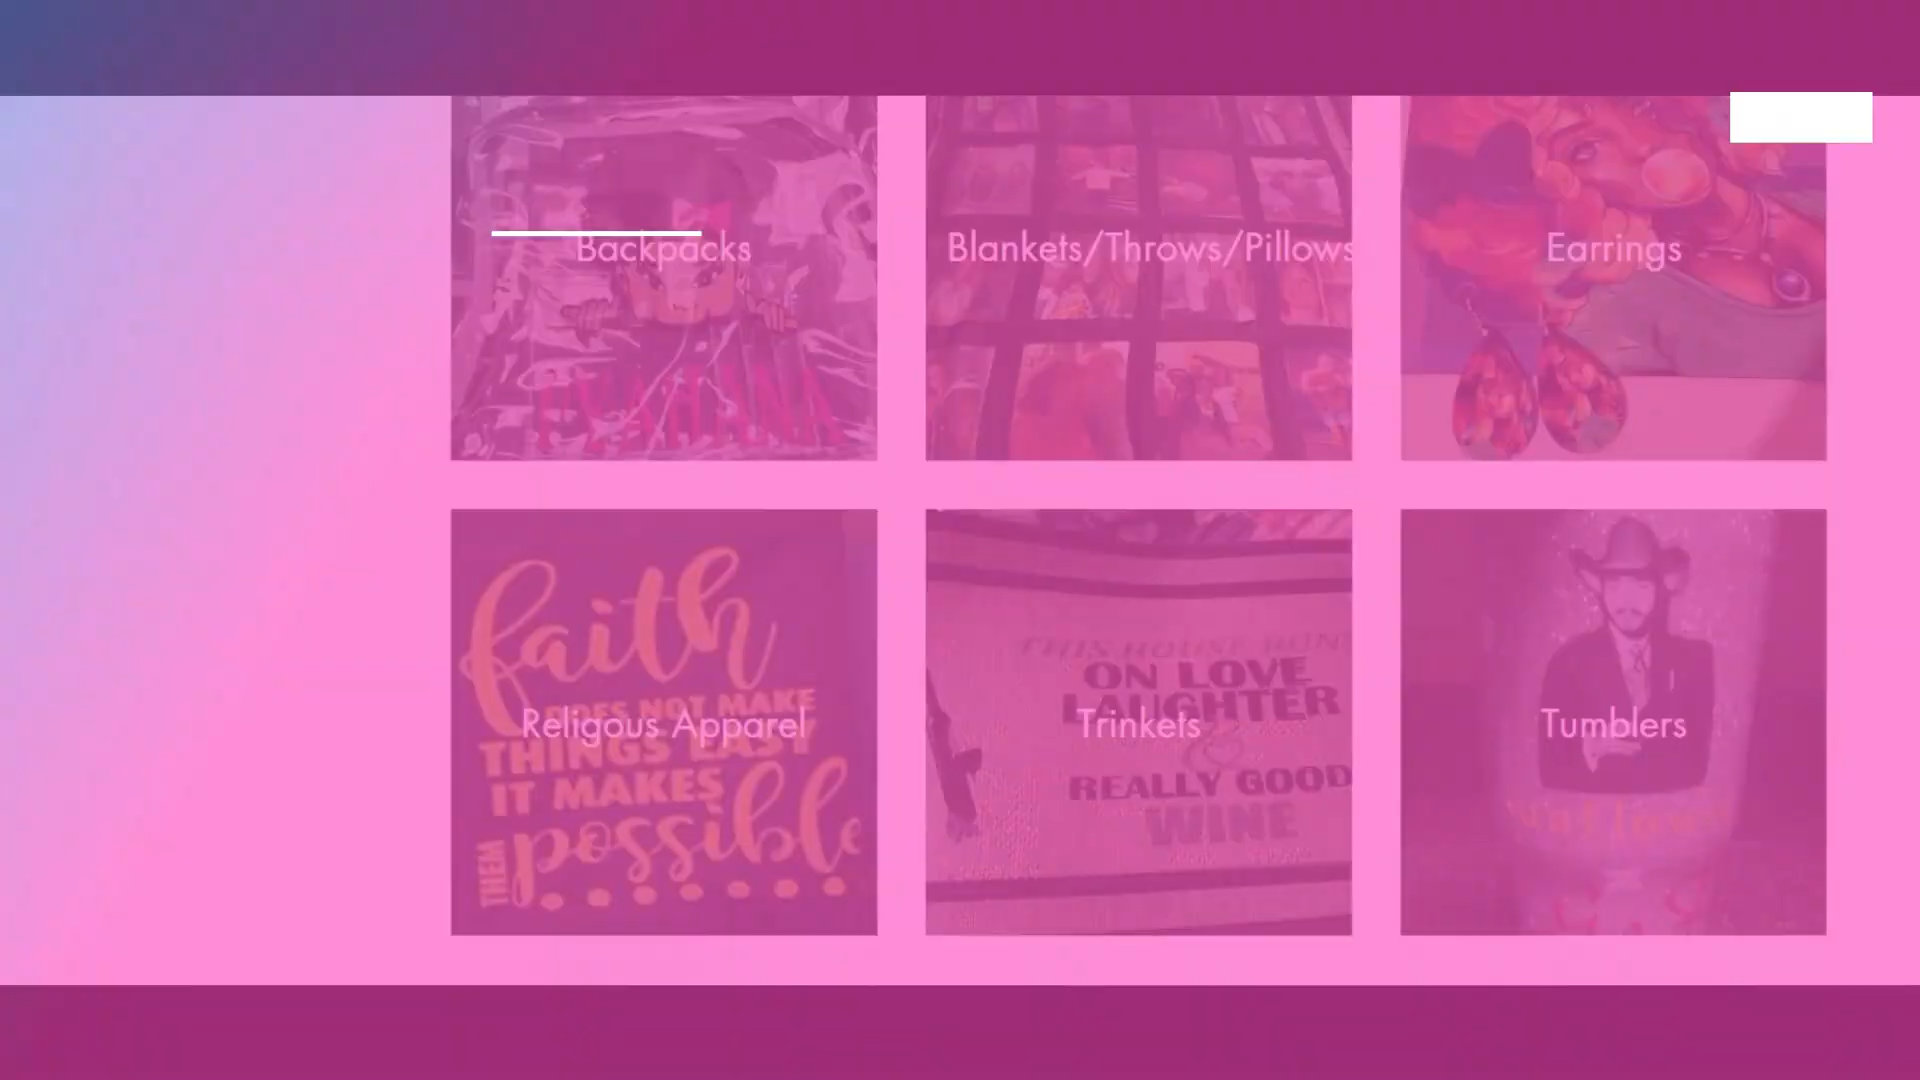 Backpacks
Blankets/Throws/Pillows
Earrings
faith
DOES NOT MAKE
THINGS EASY
IT MAKES
THEM possible
Religous Apparel
THIS HOUSE
ON LOVE
LAUGHTER
&
REALLY GOOD
WINE
Trinkets
Tumblers